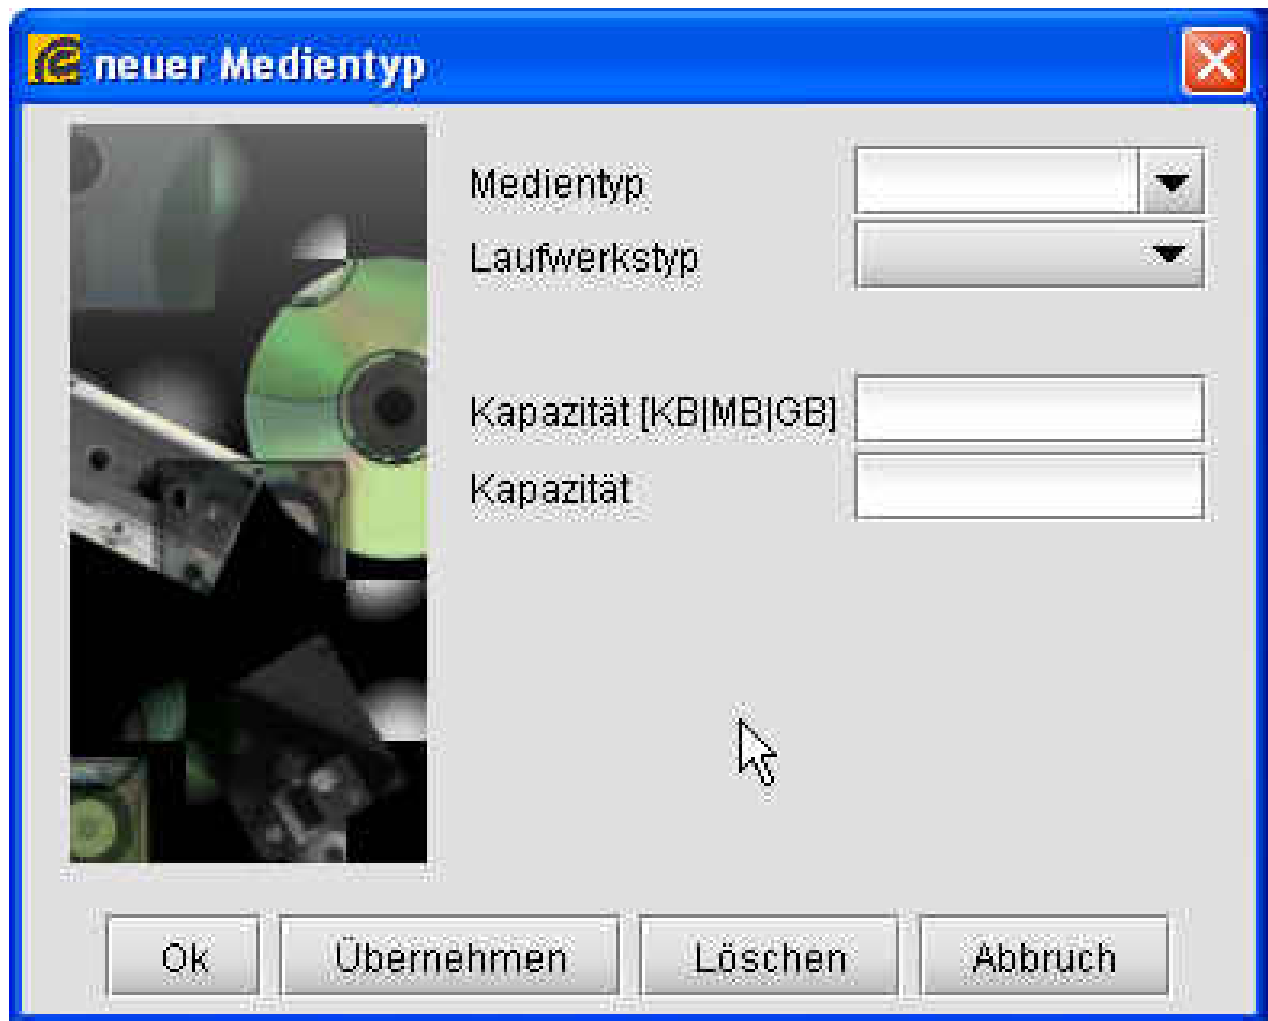 neuer Medientyp
Medientyp
Laufwerkstyp
Kapazität [KB|MB|GB]
Kapazität
Ok Übernehmen Löschen Abbruch